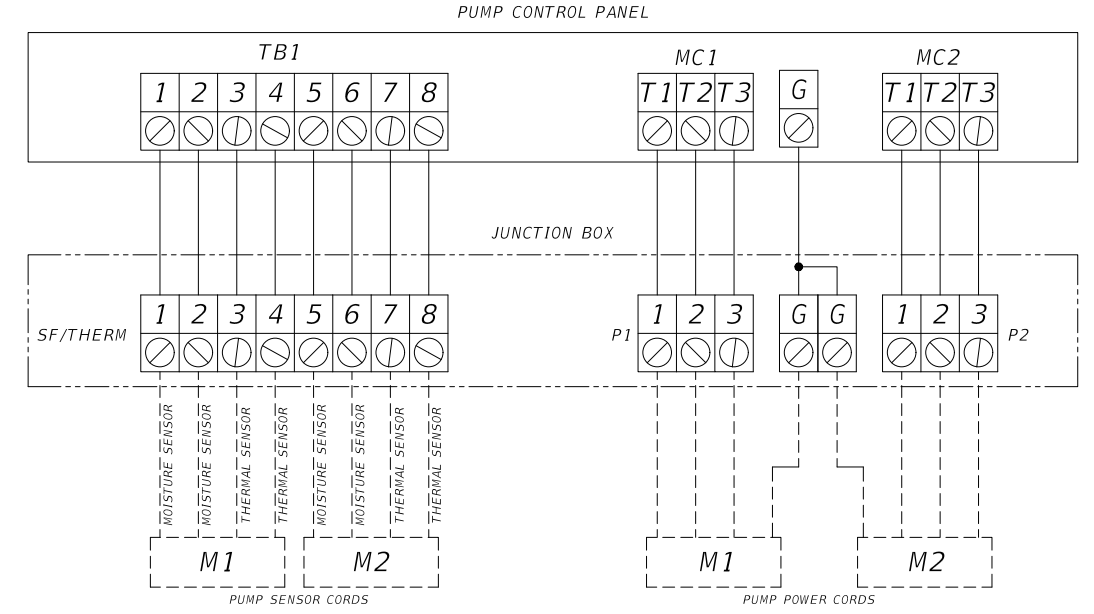 PUMP CONTROL PANEL
TB1
MC1
MC2
1 2 3 4 5 6 7 8
T1 T2 T3
G
T1 T2 T3
JUNCTION BOX
SF/THERM
1 2 3 4 5 6 7 8
P1
1 2 3
G G
1 2 3
P2
MOISTURE SENSOR
MOISTURE SENSOR
THERMAL SENSOR
THERMAL SENSOR
MOISTURE SENSOR
MOISTURE SENSOR
THERMAL SENSOR
THERMAL SENSOR
M1
M2
M1
M2
PUMP SENSOR CORDS
PUMP POWER CORDS